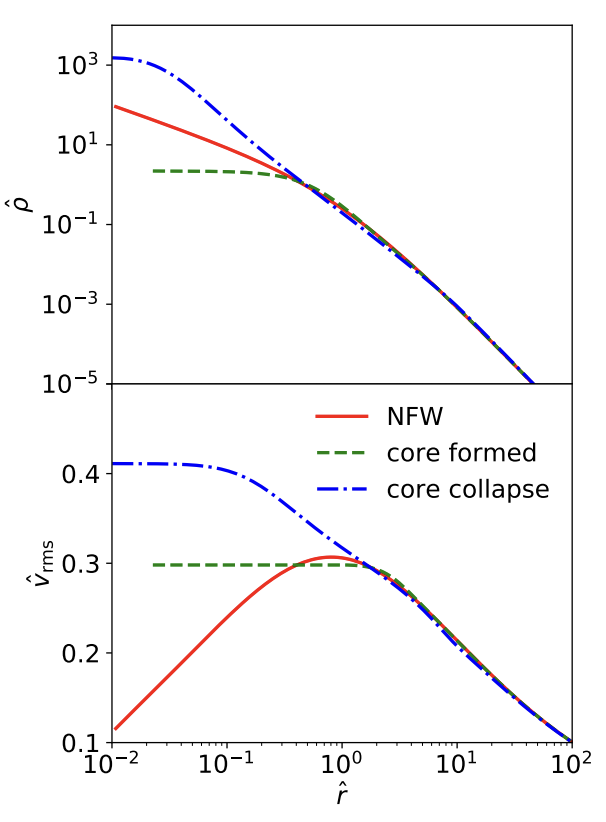 10³
10¹
10⁻¹
10⁻³
10⁻⁵
ρ̂
NFW
core formed
core collapse
0.4
0.3
0.2
0.1
v̂rms
10⁻² 10⁻¹ 10⁰ 10¹ 10²
r̂